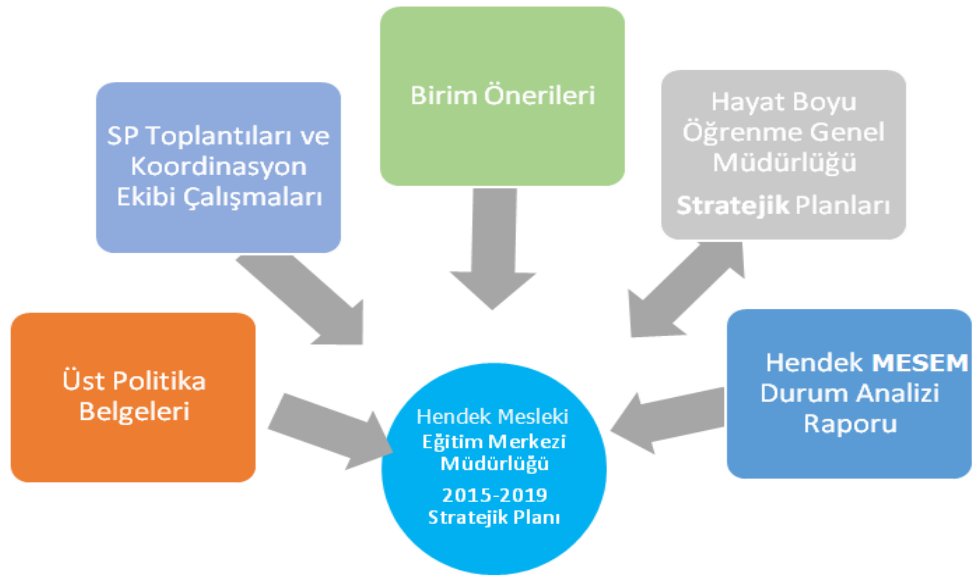 Birim Önerileri
SP Toplantıları ve
Koordinasyon
Ekibi Çalışmaları
Hayat Boyu
Öğrenme Genel
Müdürlüğü
Stratejik Planları
Üst Politika
Belgeleri
Hendek MESEM
Durum Analizi
Raporu
Hendek Mesleki
Eğitim Merkezi
Müdürlüğü
2015-2019
Stratejik Planı